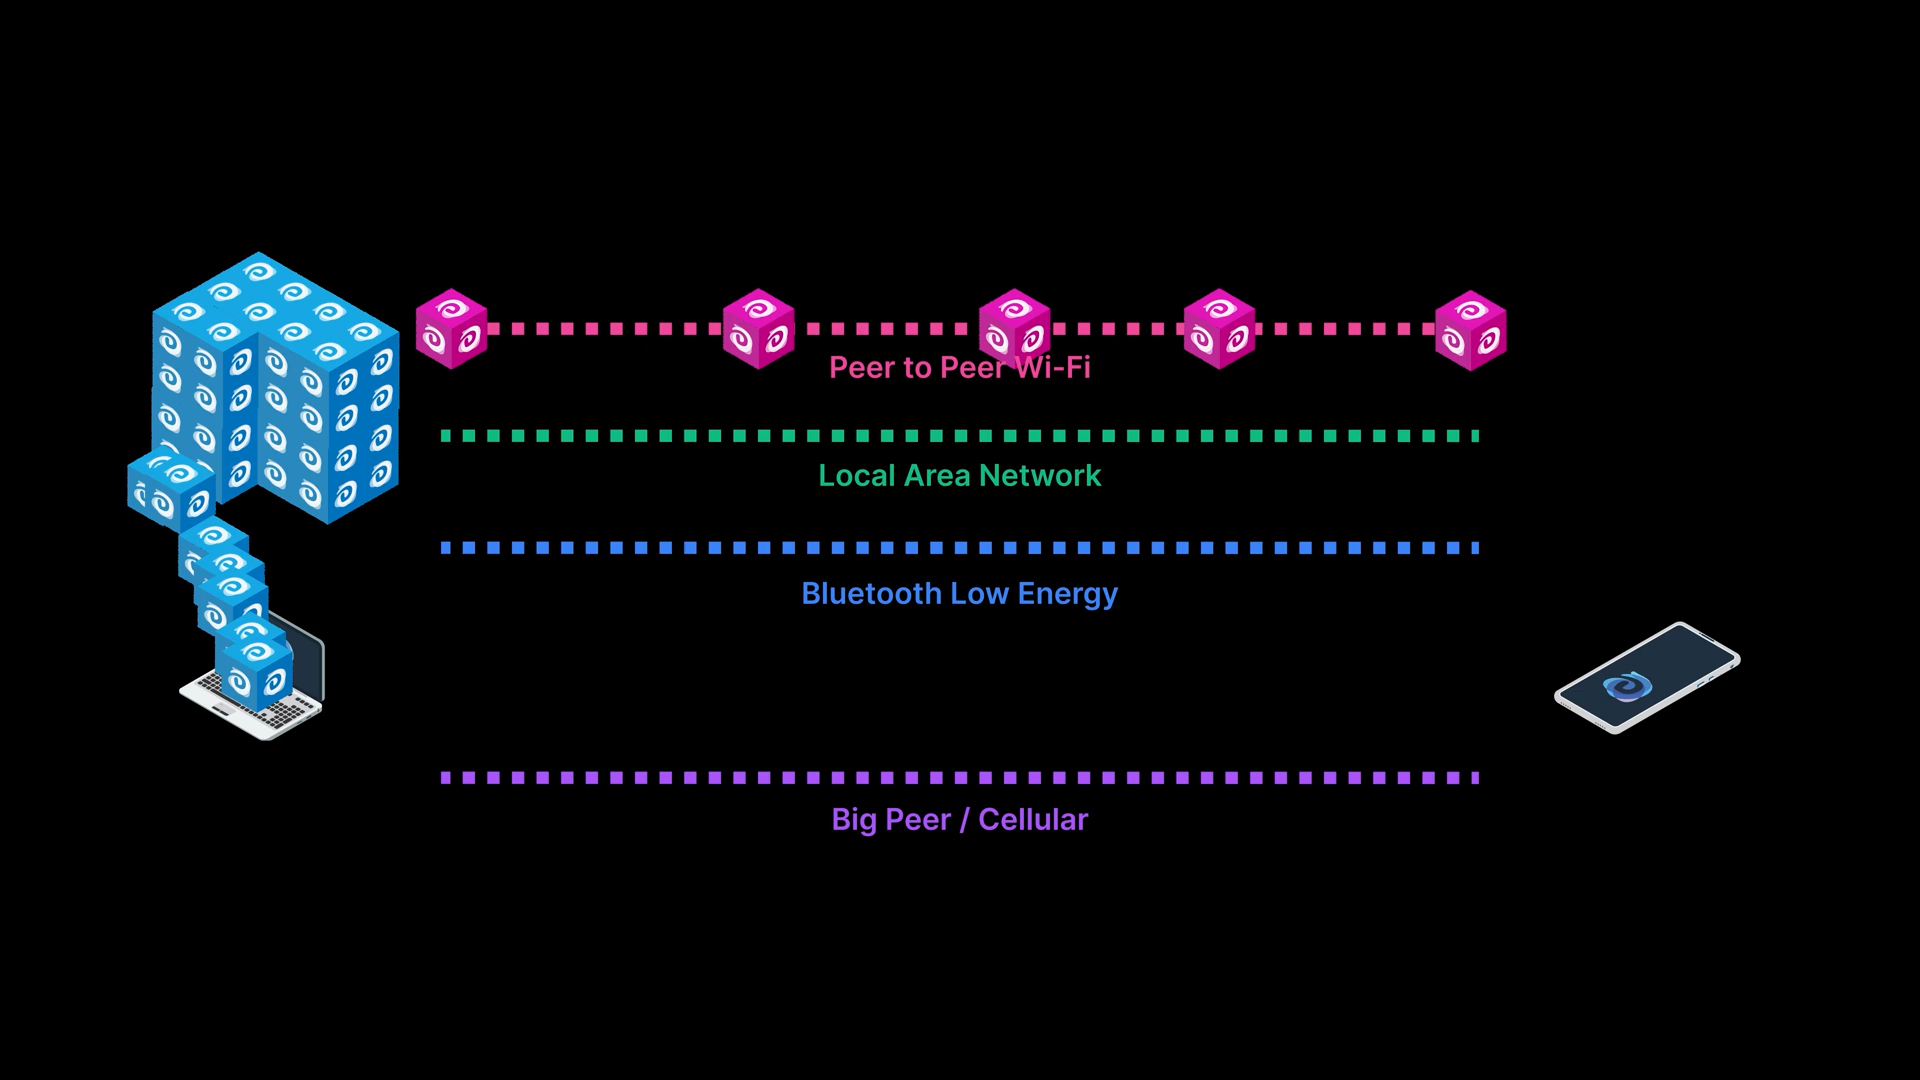 Peer to Peer Wi-Fi
Local Area Network
Bluetooth Low Energy
Big Peer / Cellular